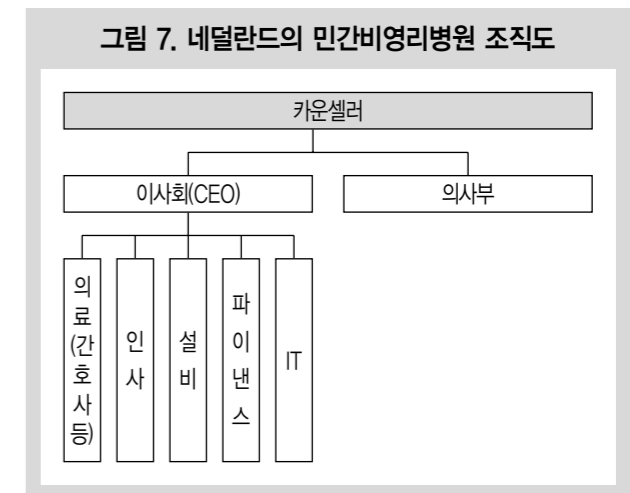 그림 7. 네덜란드의 민간비영리병원 조직도
카운셀러
이사회(CEO)
의사부
의료(간호사등)
인사
설비
파이낸스
IT